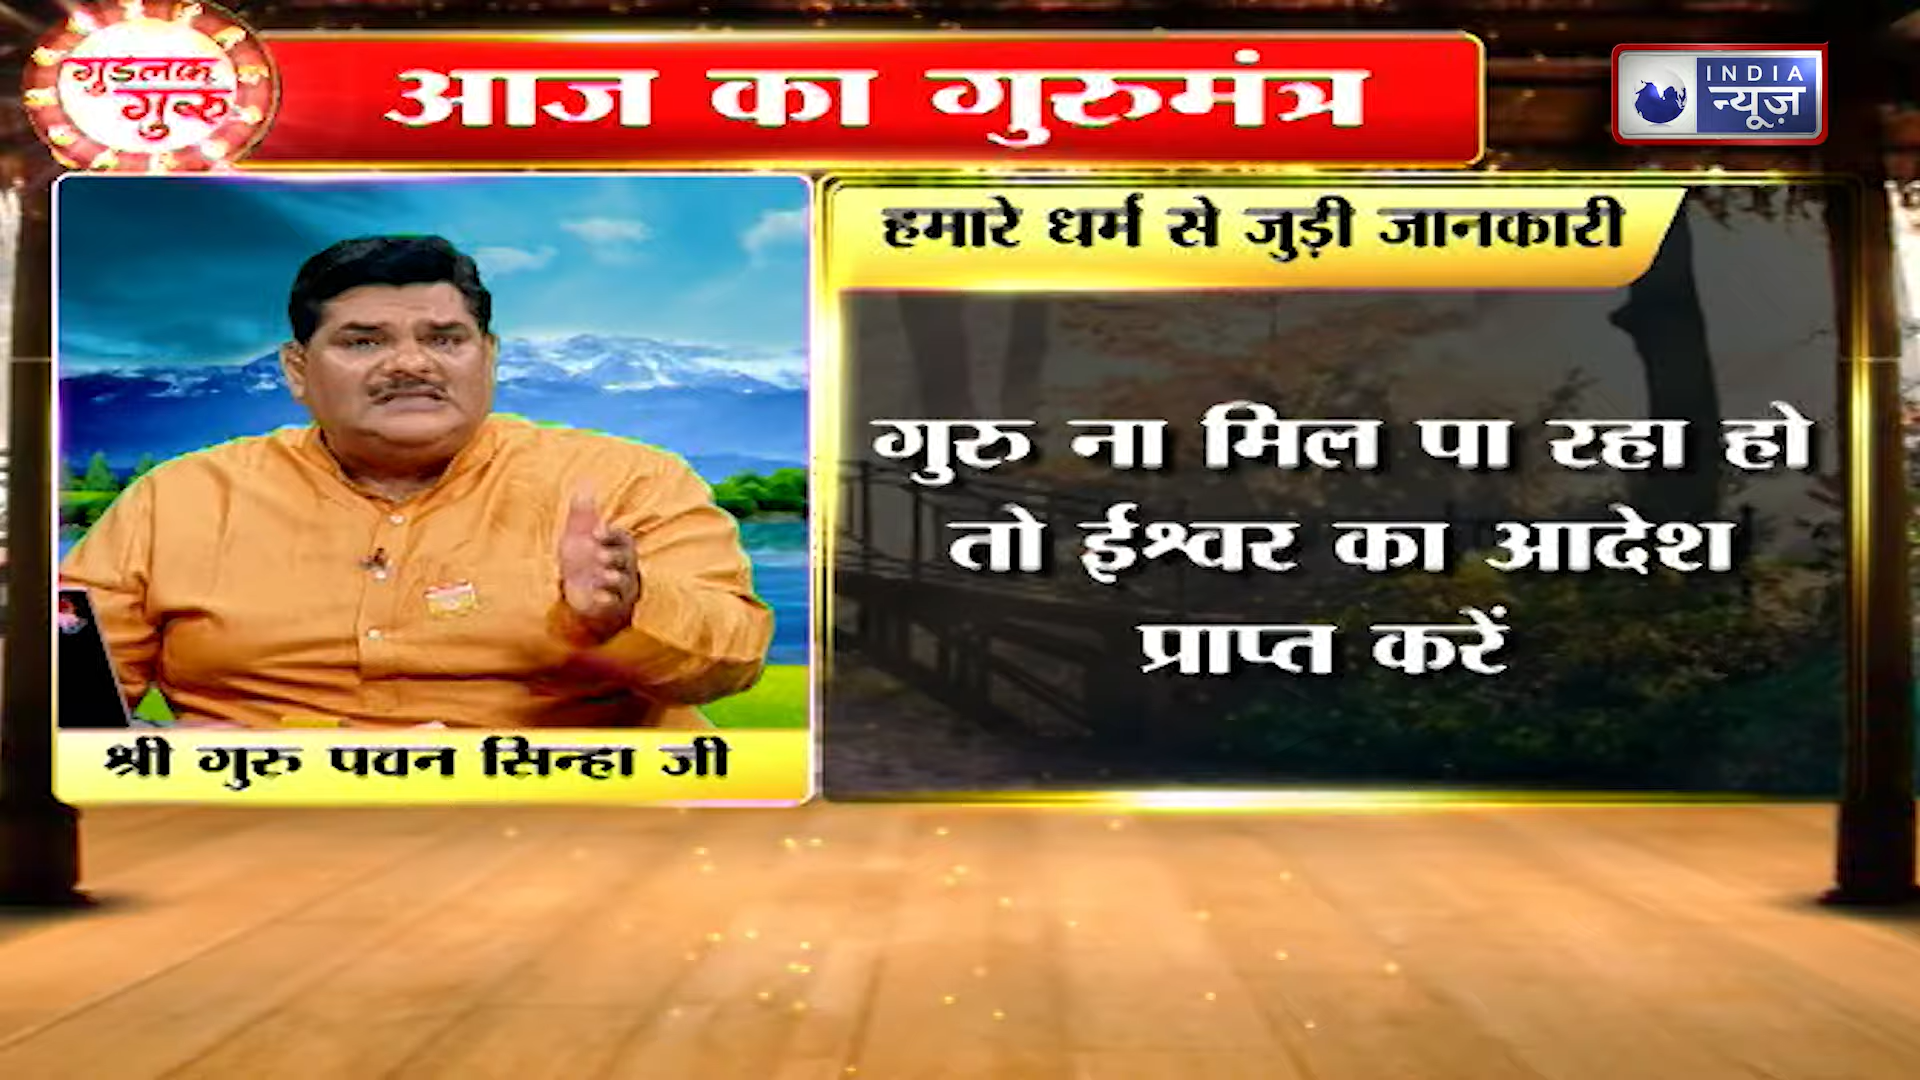 गुडलक
गुरु
आज का गुरुमंत्र
INDIA
न्यूज़
हमारे धर्म से जुड़ी जानकारी
गुरु ना मिल पा रहा हो
तो ईश्वर का आदेश
प्राप्त करें
श्री गुरु पवन सिन्हा जी